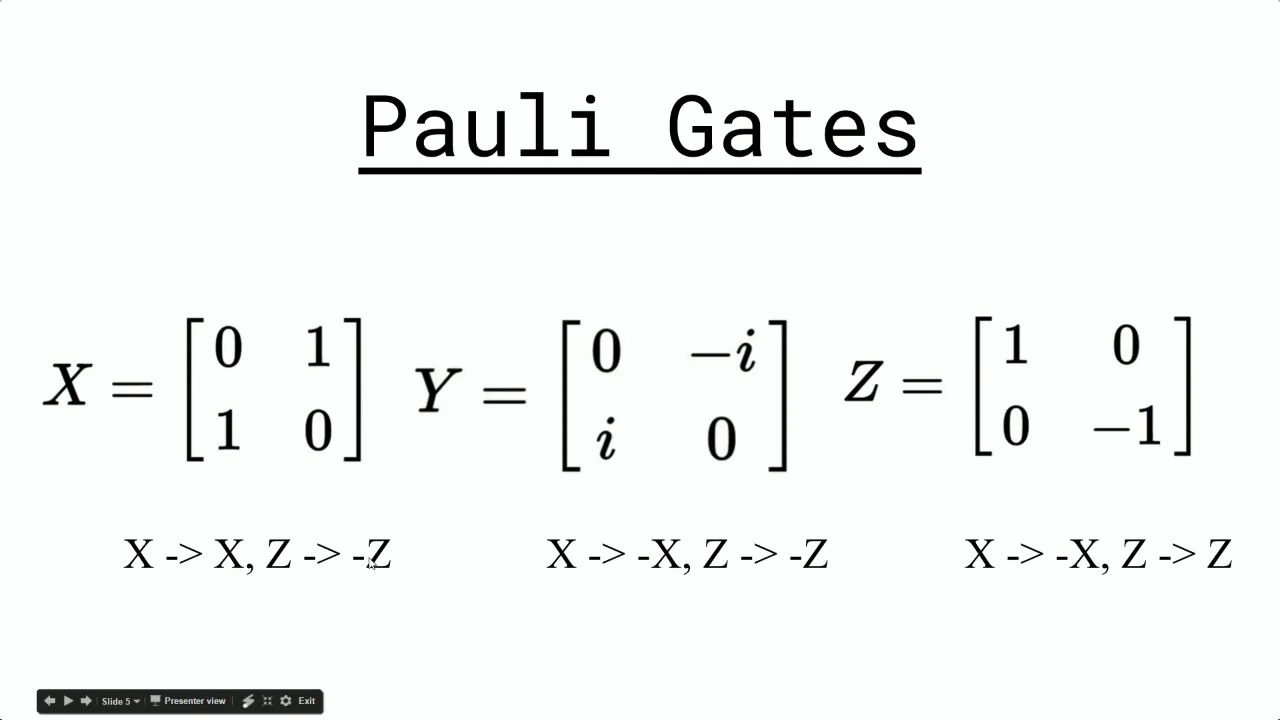 Pauli Gates
X = [0 1 1 0] Y = [0 −i i 0] Z = [1 0 0 −1]
X -> X, Z -> -Z X -> -X, Z -> -Z X -> -X, Z -> Z
Slide 5 Presenter view Exit